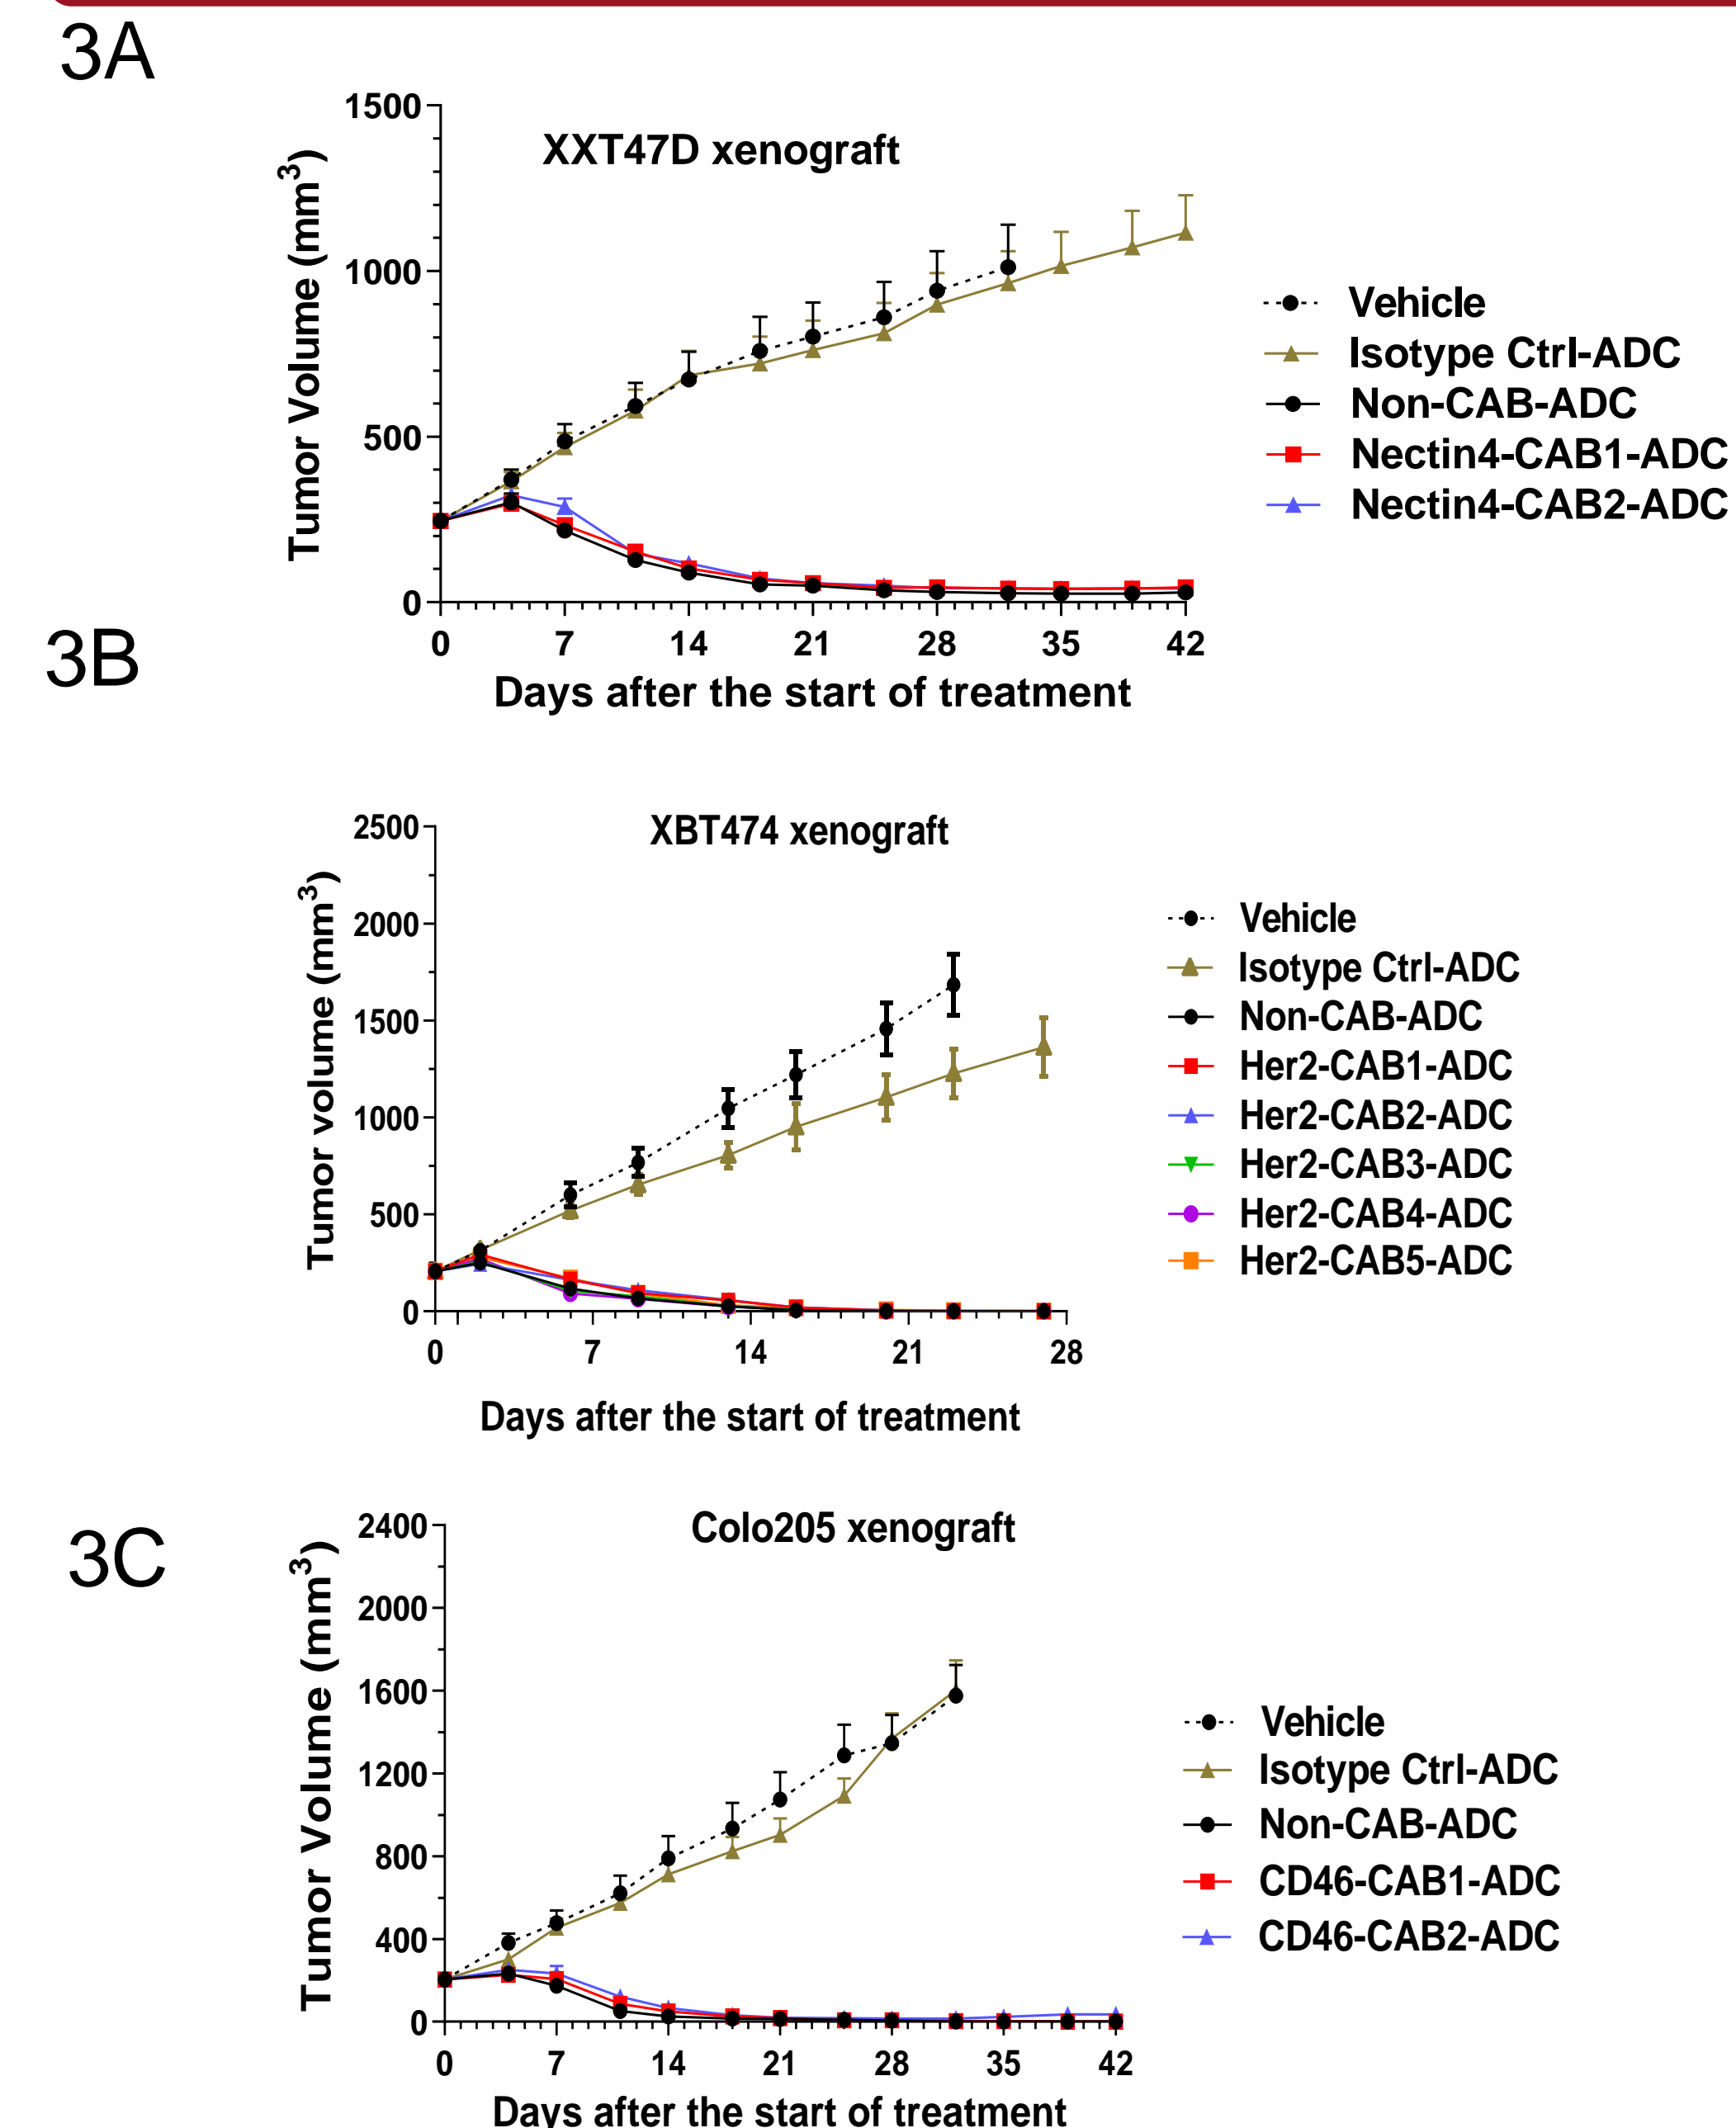 3A
1500
1000
500
0
Tumor Volume (mm³)
XXT47D xenograft
0 7 14 21 28 35 42
Days after the start of treatment
Vehicle
Isotype Ctrl-ADC
Non-CAB-ADC
Nectin4-CAB1-ADC
Nectin4-CAB2-ADC
3B
2500
2000
1500
1000
500
0
Tumor volume (mm³)
XBT474 xenograft
0 7 14 21 28
Days after the start of treatment
Vehicle
Isotype Ctrl-ADC
Non-CAB-ADC
Her2-CAB1-ADC
Her2-CAB2-ADC
Her2-CAB3-ADC
Her2-CAB4-ADC
Her2-CAB5-ADC
3C
2400
2000
1600
1200
800
400
0
Tumor Volume (mm³)
Colo205 xenograft
0 7 14 21 28 35 42
Days after the start of treatment
Vehicle
Isotype Ctrl-ADC
Non-CAB-ADC
CD46-CAB1-ADC
CD46-CAB2-ADC